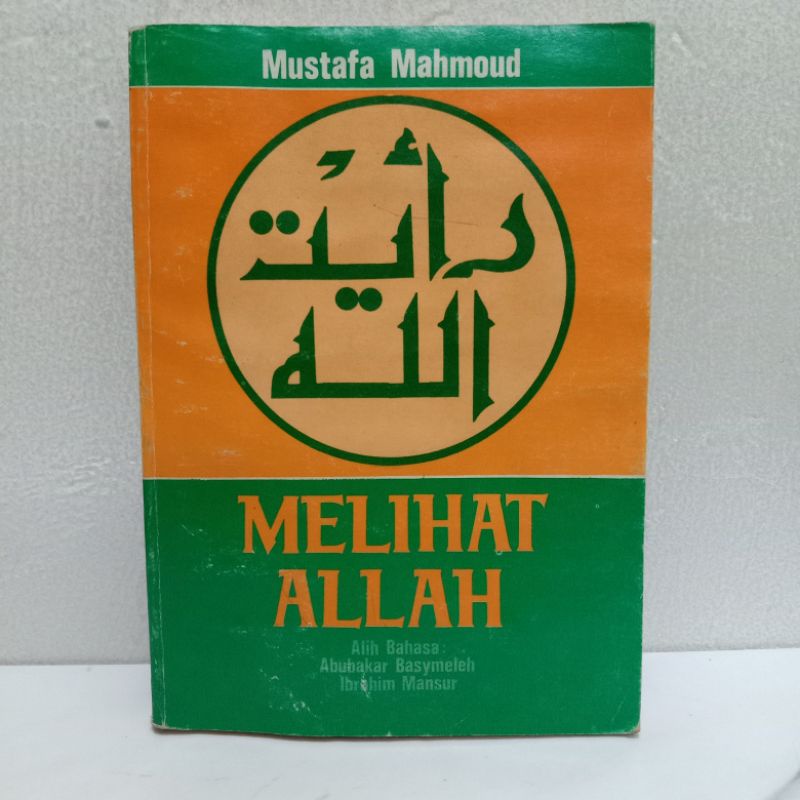 Mustafa Mahmoud
رأيت
الله
MELIHAT
ALLAH
Alih Bahasa:
Abubakar Basymeleh
Ibrahim Mansur